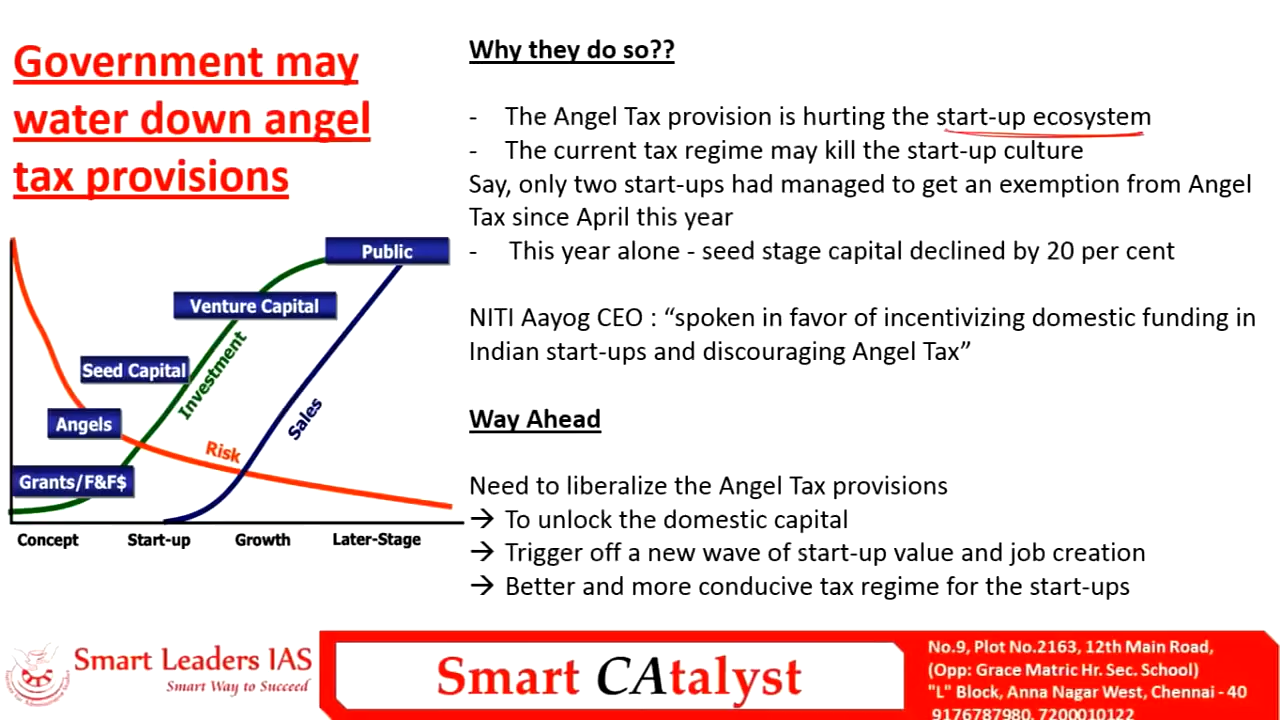 Government may
water down angel
tax provisions
Why they do so??
- The Angel Tax provision is hurting the start-up ecosystem
- The current tax regime may kill the start-up culture
Say, only two start-ups had managed to get an exemption from Angel
Tax since April this year
- This year alone - seed stage capital declined by 20 per cent
NITI Aayog CEO : “spoken in favor of incentivizing domestic funding in
Indian start-ups and discouraging Angel Tax”
Way Ahead
Need to liberalize the Angel Tax provisions
→ To unlock the domestic capital
→ Trigger off a new wave of start-up value and job creation
→ Better and more conducive tax regime for the start-ups
Public
Venture Capital
Seed Capital
Investment
Angels
Sales
Risk
Grants/F&F$
Concept
Start-up
Growth
Later-Stage
Smart Leaders IAS
Smart Way to Succeed
Smart CAtalyst
No.9, Plot No.2163, 12th Main Road,
(Opp: Grace Matric Hr. Sec. School)
"L" Block, Anna Nagar West, Chennai - 40
9176787980, 7200010122